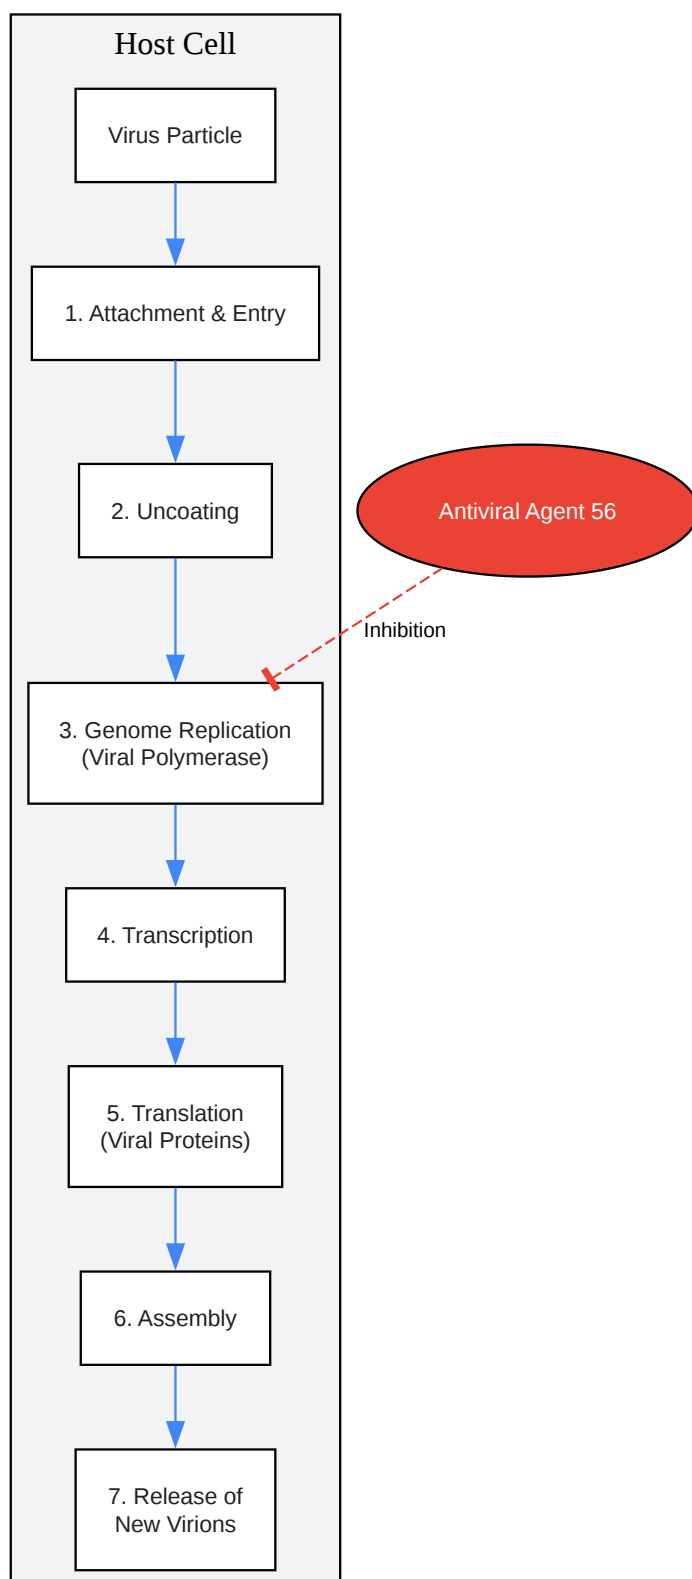 Host Cell
Virus Particle
1. Attachment & Entry
2. Uncoating
Antiviral Agent 56
Inhibition
3. Genome Replication
(Viral Polymerase)
4. Transcription
5. Translation
(Viral Proteins)
6. Assembly
7. Release of
New Virions